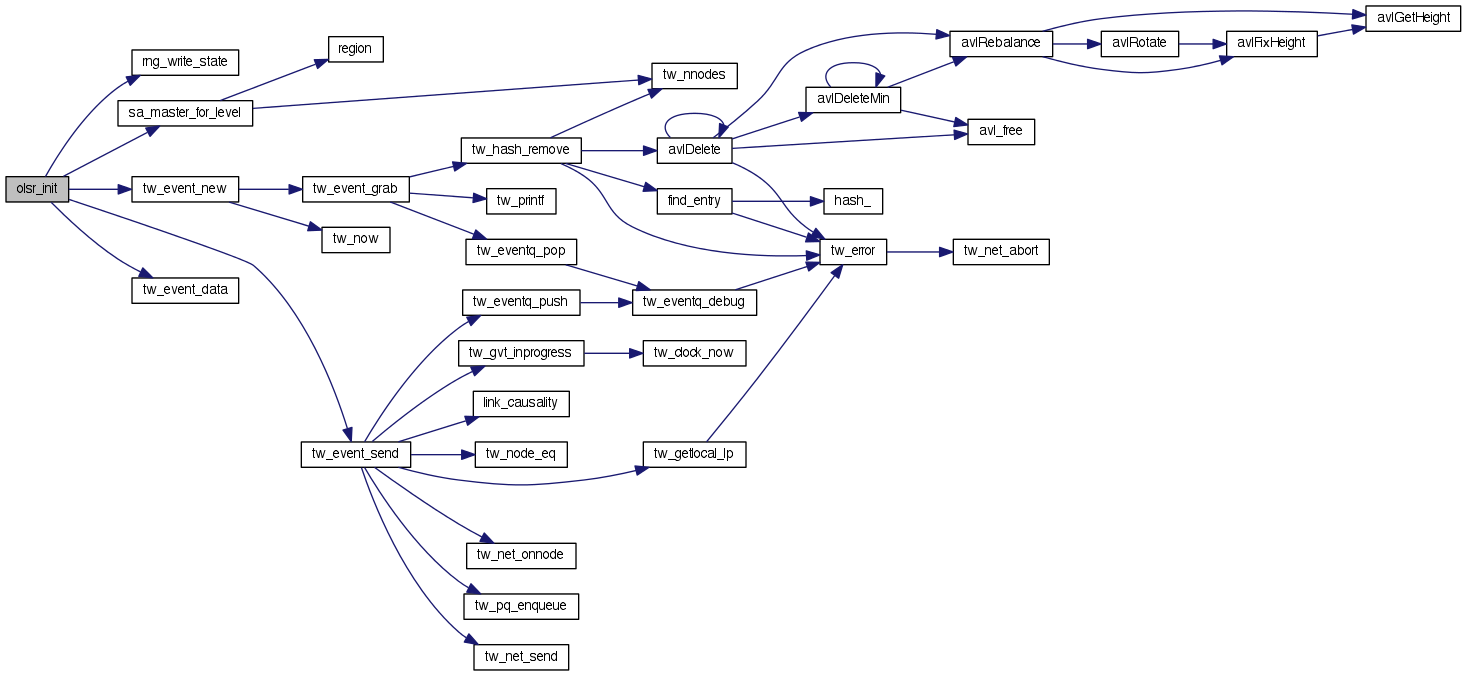 avlGetHeight
avlRebalance
avlRotate
avlFixHeight
region
rng_write_state
tw_nnodes
avlDeleteMin
sa_master_for_level
avl_free
tw_hash_remove
avlDelete
olsr_init
tw_event_new
tw_event_grab
tw_printf
find_entry
hash_
tw_now
tw_eventq_pop
tw_error
tw_net_abort
tw_event_data
tw_eventq_push
tw_eventq_debug
tw_gvt_inprogress
tw_clock_now
link_causality
tw_event_send
tw_node_eq
tw_getlocal_lp
tw_net_onnode
tw_pq_enqueue
tw_net_send